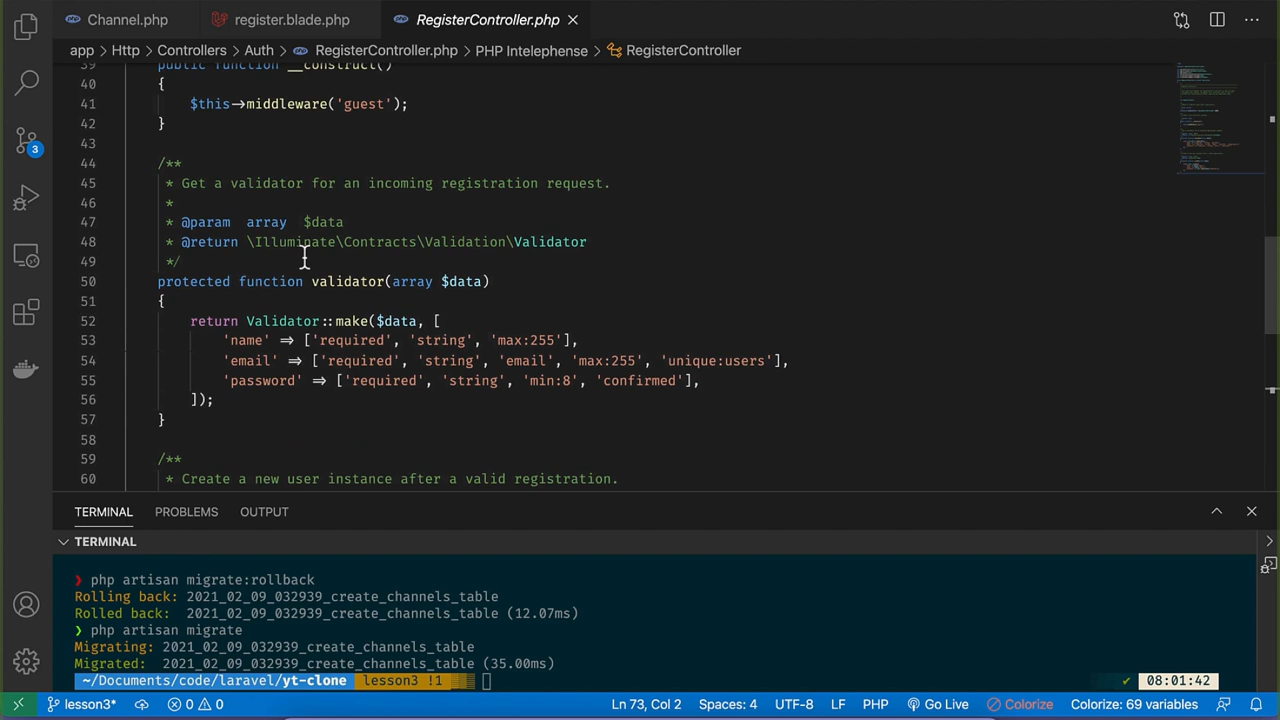 Channel.php register.blade.php RegisterController.php
app > Http > Controllers > Auth > RegisterController.php > PHP Intelephense > RegisterController
39 public function __construct()
40 {
41 $this->middleware('guest');
42 }
43
44 /**
45 * Get a validator for an incoming registration request.
46 *
47 * @param  array  $data
48 * @return \Illuminate\Contracts\Validation\Validator
49 */
50 protected function validator(array $data)
51 {
52 return Validator::make($data, [
53 'name' => ['required', 'string', 'max:255'],
54 'email' => ['required', 'string', 'email', 'max:255', 'unique:users'],
55 'password' => ['required', 'string', 'min:8', 'confirmed'],
56 ]);
57 }
58
59 /**
60 * Create a new user instance after a valid registration.
3
TERMINAL PROBLEMS OUTPUT
TERMINAL
❯ php artisan migrate:rollback
Rolling back: 2021_02_09_032939_create_channels_table
Rolled back:  2021_02_09_032939_create_channels_table (12.07ms)
❯ php artisan migrate
Migrating: 2021_02_09_032939_create_channels_table
Migrated:  2021_02_09_032939_create_channels_table (35.00ms)
~/Documents/code/laravel/yt-clone lesson3 !1 ✔ 08:01:42
lesson3* 0 0 Ln 73, Col 2 Spaces: 4 UTF-8 LF PHP Go Live Colorize Colorize: 69 variables